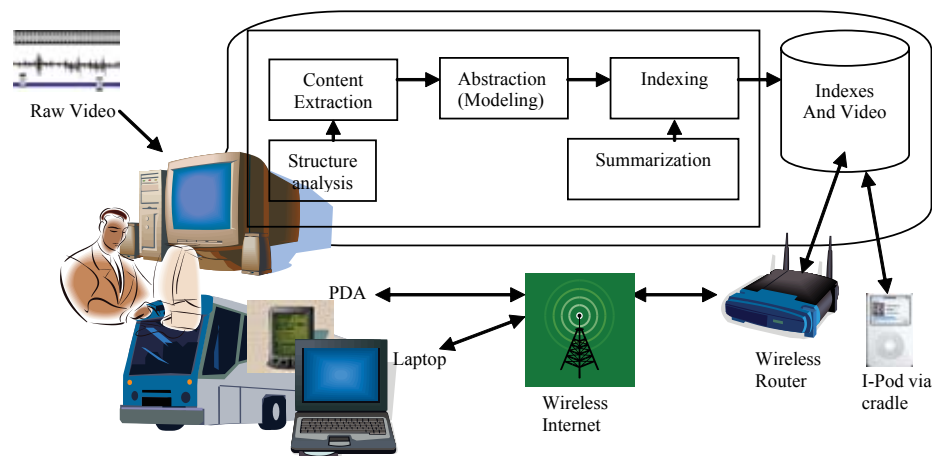 Raw Video
Content
Extraction
Abstraction
(Modeling)
Indexing
Indexes
And Video
Structure
analysis
Summarization
PDA
Laptop
Wireless
Internet
Wireless
Router
I-Pod via
cradle